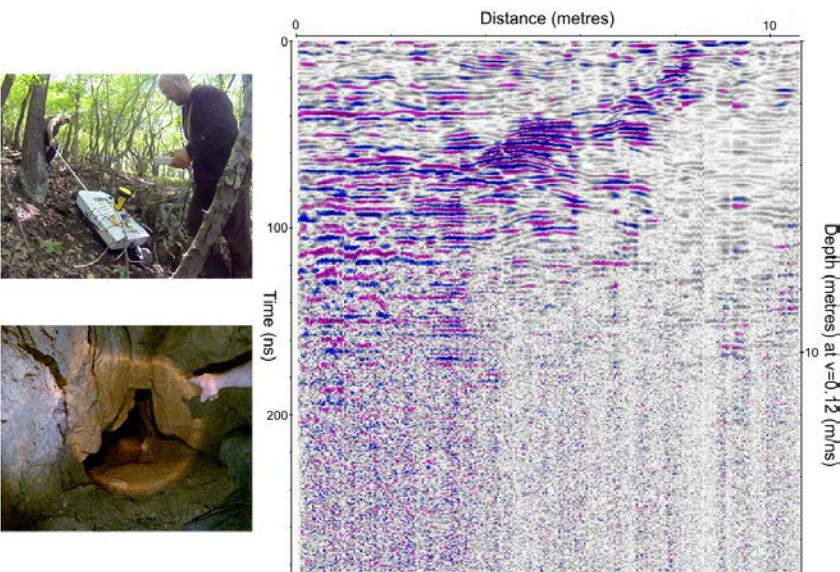 Distance (metres)
0
10
0
100
200
Time (ns)
10
Depth (metres) at v=0.12 (m/ns)